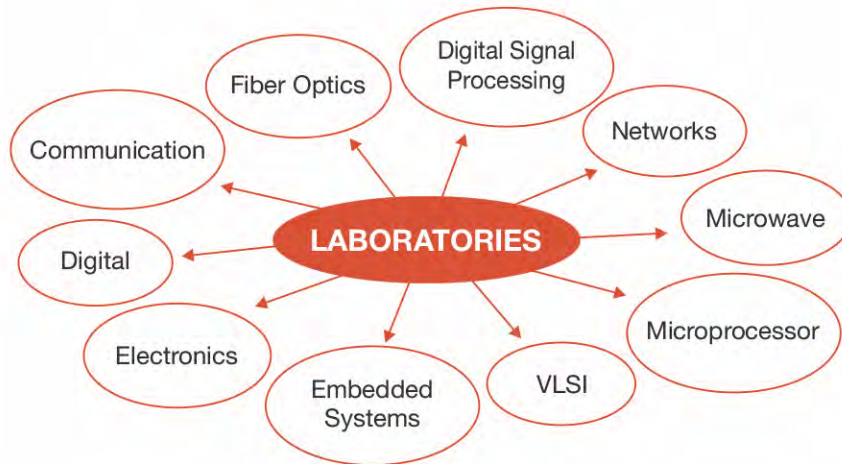 Digital Signal
Processing
Fiber Optics
Networks
Communication
Microwave
LABORATORIES
Digital
Microprocessor
Electronics
VLSI
Embedded
Systems